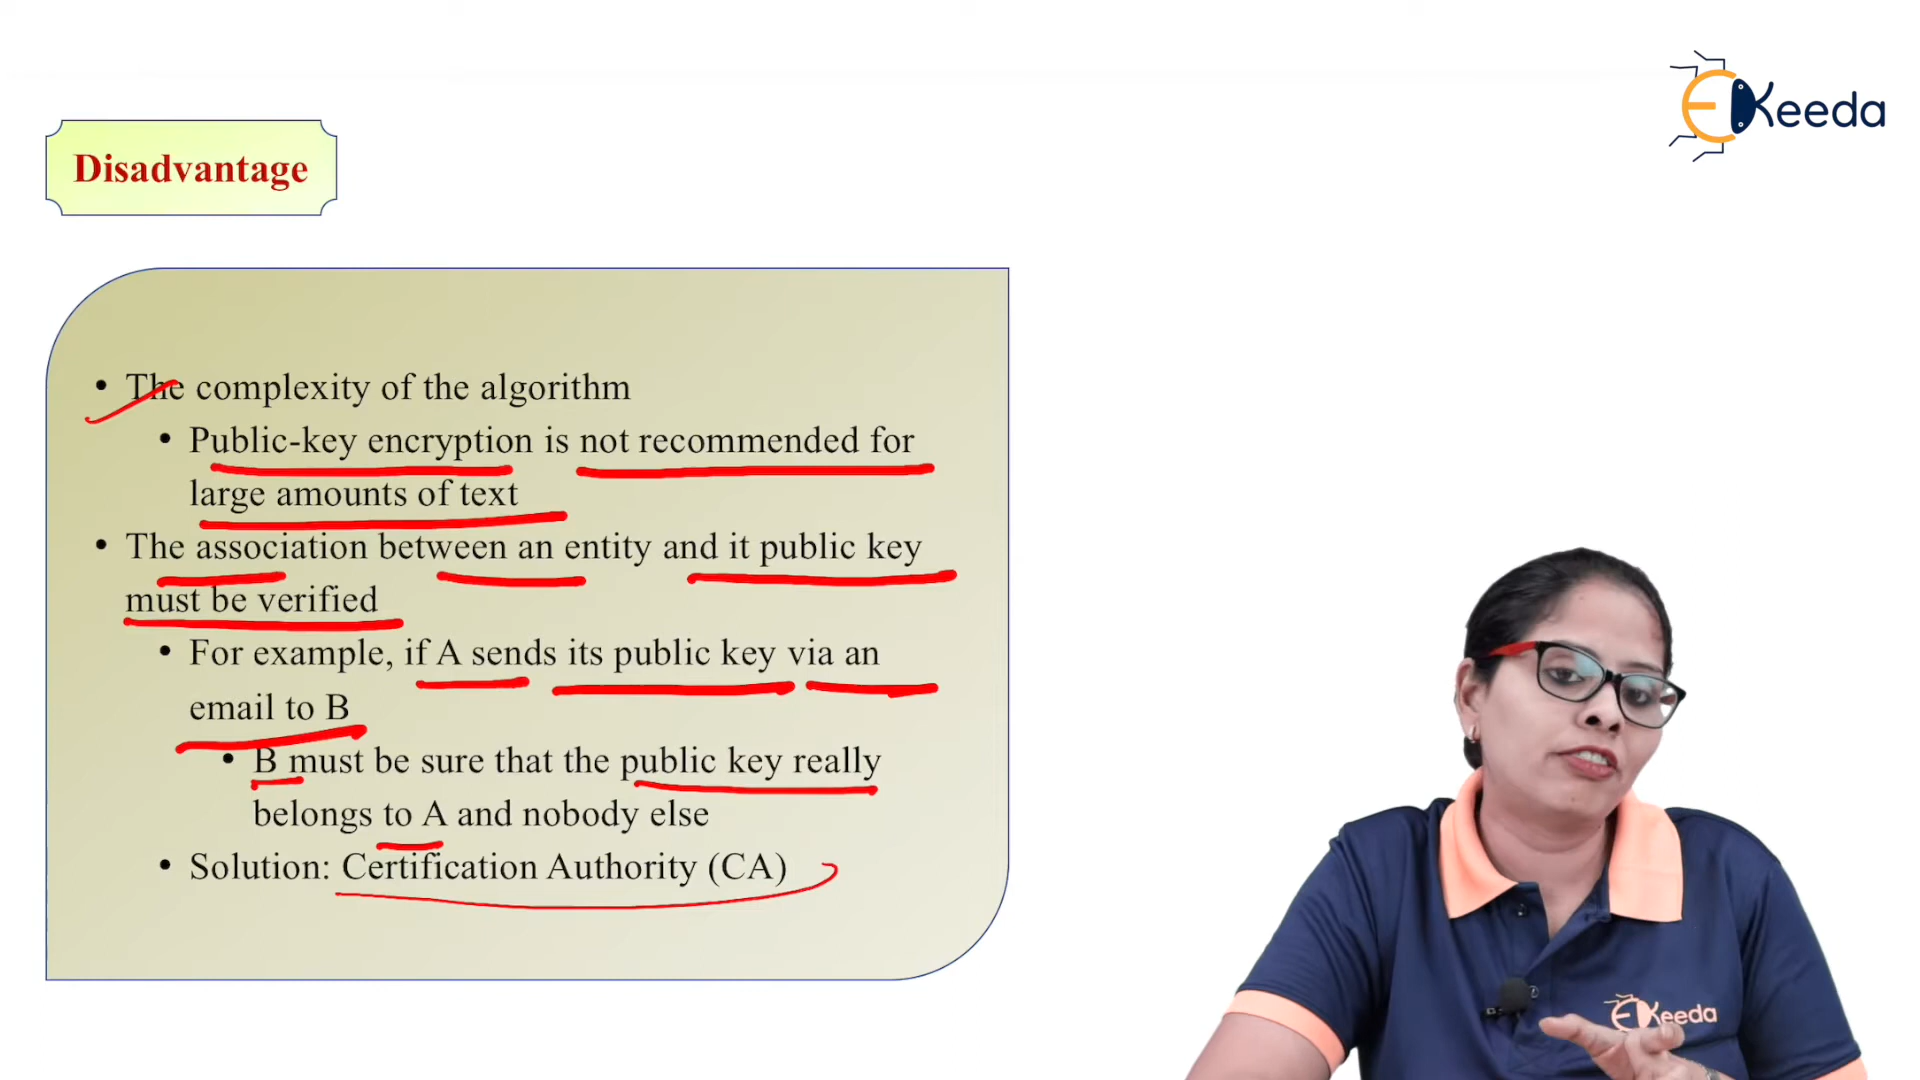 Keeda
Disadvantage
• The complexity of the algorithm
• Public-key encryption is not recommended for
large amounts of text
• The association between an entity and it public key
must be verified
• For example, if A sends its public key via an
email to B
• B must be sure that the public key really
belongs to A and nobody else
• Solution: Certification Authority (CA)
EKeeda